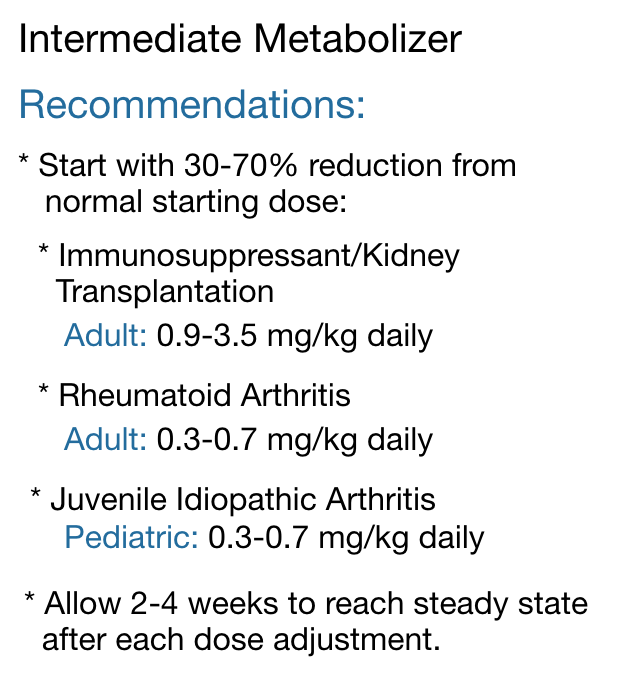 Intermediate Metabolizer
Recommendations:
* Start with 30-70% reduction from
normal starting dose:
* Immunosuppressant/Kidney
Transplantation
Adult: 0.9-3.5 mg/kg daily
* Rheumatoid Arthritis
Adult: 0.3-0.7 mg/kg daily
* Juvenile Idiopathic Arthritis
Pediatric: 0.3-0.7 mg/kg daily
* Allow 2-4 weeks to reach steady state
after each dose adjustment.